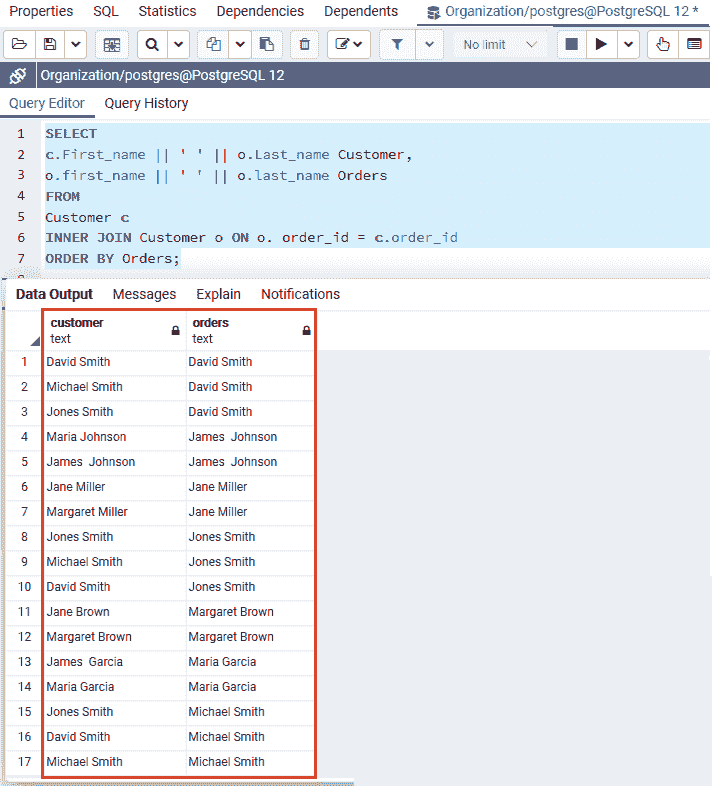 Properties SQL Statistics Dependencies Dependents Organization/postgres@PostgreSQL 12 *
No limit
Organization/postgres@PostgreSQL 12
Query Editor Query History
1 SELECT
2 c.First_name || ' ' || o.Last_name Customer,
3 o.first_name || ' ' || o.last_name Orders
4 FROM
5 Customer c
6 INNER JOIN Customer o ON o. order_id = c.order_id
7 ORDER BY Orders;
Data Output Messages Explain Notifications
customer orders
text text
1 David Smith David Smith
2 Michael Smith David Smith
3 Jones Smith David Smith
4 Maria Johnson James  Johnson
5 James  Johnson James  Johnson
6 Jane Miller Jane Miller
7 Margaret Miller Jane Miller
8 Jones Smith Jones Smith
9 Michael Smith Jones Smith
10 David Smith Jones Smith
11 Jane Brown Margaret Brown
12 Margaret Brown Margaret Brown
13 James  Garcia Maria Garcia
14 Maria Garcia Maria Garcia
15 Jones Smith Michael Smith
16 David Smith Michael Smith
17 Michael Smith Michael Smith